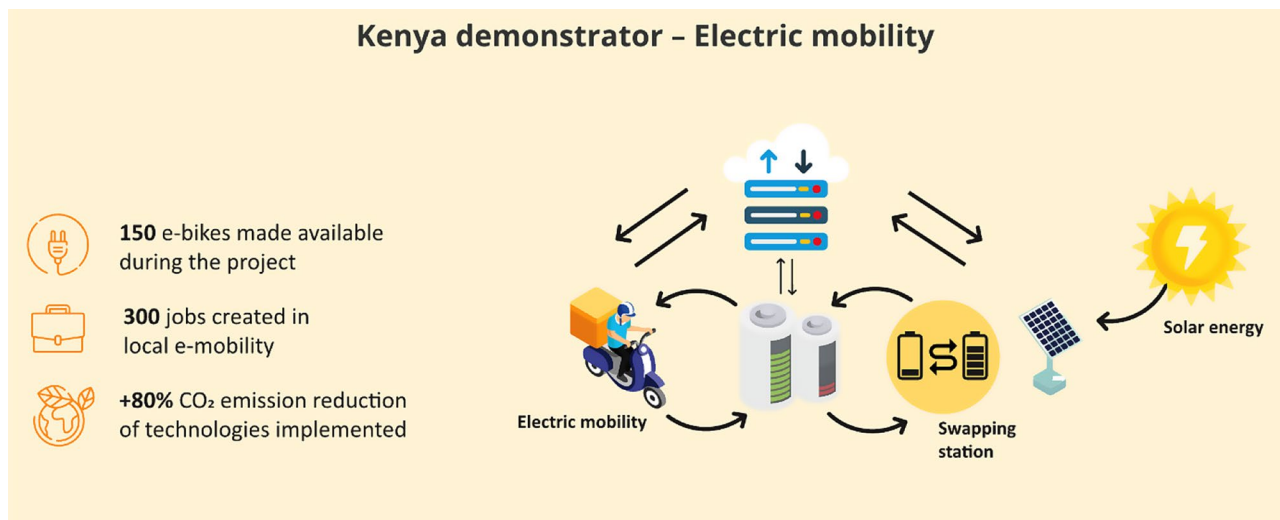 Kenya demonstrator – Electric mobility
150 e-bikes made available
during the project
300 jobs created in
local e-mobility
+80% CO₂ emission reduction
of technologies implemented
Electric mobility
Swapping
station
Solar energy